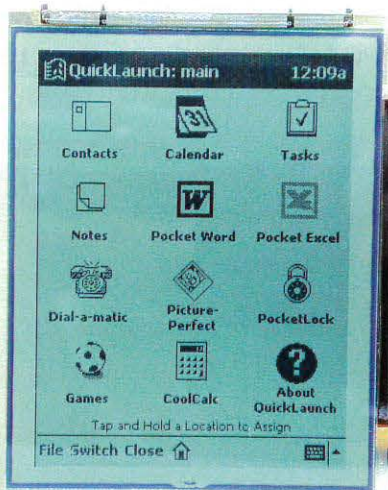 QuickLaunch: main 12:09a
31
Contacts Calendar Tasks
W
Notes Pocket Word Pocket Excel
Dial-a-matic Picture-Perfect PocketLock
Games CoolCalc About QuickLaunch
Tap and Hold a Location to Assign
File Switch Close